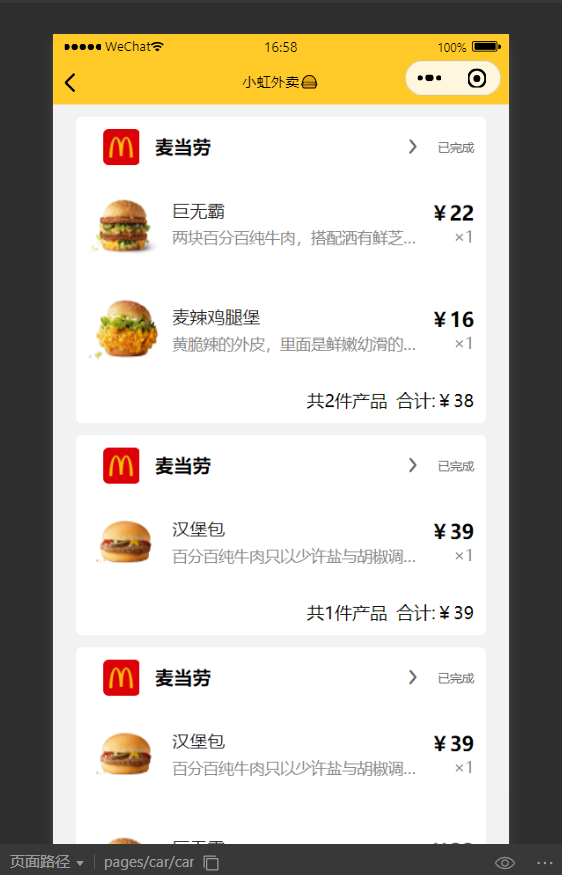 WeChat 16:58 100%
小虹外卖
麦当劳 已完成
巨无霸 ￥22
两块百分百纯牛肉，搭配洒有鲜芝... ×1
麦辣鸡腿堡 ￥16
黄脆辣的外皮，里面是鲜嫩幼滑的... ×1
共2件产品 合计:￥38
麦当劳 已完成
汉堡包 ￥39
百分百纯牛肉只以少许盐与胡椒调... ×1
共1件产品 合计:￥39
麦当劳 已完成
汉堡包 ￥39
百分百纯牛肉只以少许盐与胡椒调... ×1
页面路径 pages/car/car